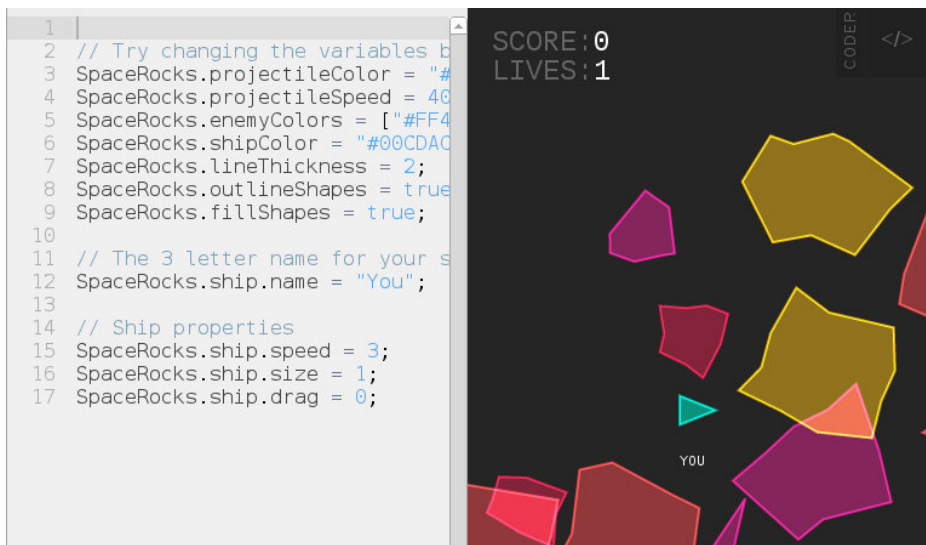 1
2 // Try changing the variables b
3 SpaceRocks.projectileColor = "#
4 SpaceRocks.projectileSpeed = 40
5 SpaceRocks.enemyColors = ["#FF4
6 SpaceRocks.shipColor = "#00CDAC
7 SpaceRocks.lineThickness = 2;
8 SpaceRocks.outlineShapes = true
9 SpaceRocks.fillShapes = true;
10
11 // The 3 letter name for your s
12 SpaceRocks.ship.name = "You";
13
14 // Ship properties
15 SpaceRocks.ship.speed = 3;
16 SpaceRocks.ship.size = 1;
17 SpaceRocks.ship.drag = 0;
SCORE:0
LIVES:1
CODER
</>
YOU